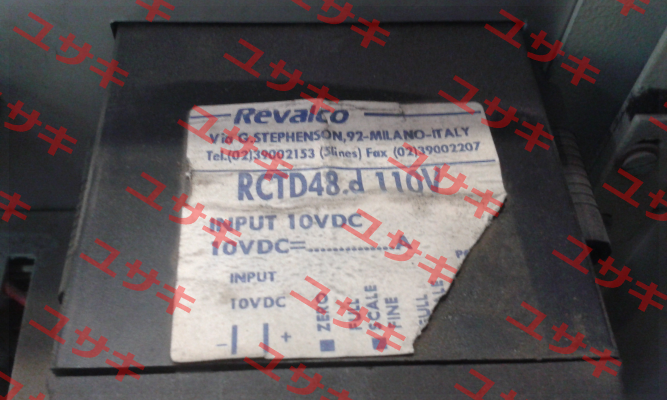 Revalco
Via G.STEPHENSON,92-MILANO-ITALY
Tel.(02)39002153 (5lines) Fax (02)39002207
RCTD48.d 110V
INPUT 10VDC
10VDC=..............A
INPUT
10VDC
- +
ZERO
FULL
SCALE
FINE
FULL
ユサキ